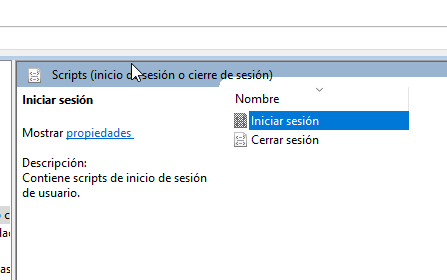 Scripts (inicio de sesión o cierre de sesión)
Iniciar sesión
Mostrar propiedades
Descripción:
Contiene scripts de inicio de sesión
de usuario.
Nombre
Iniciar sesión
Cerrar sesión